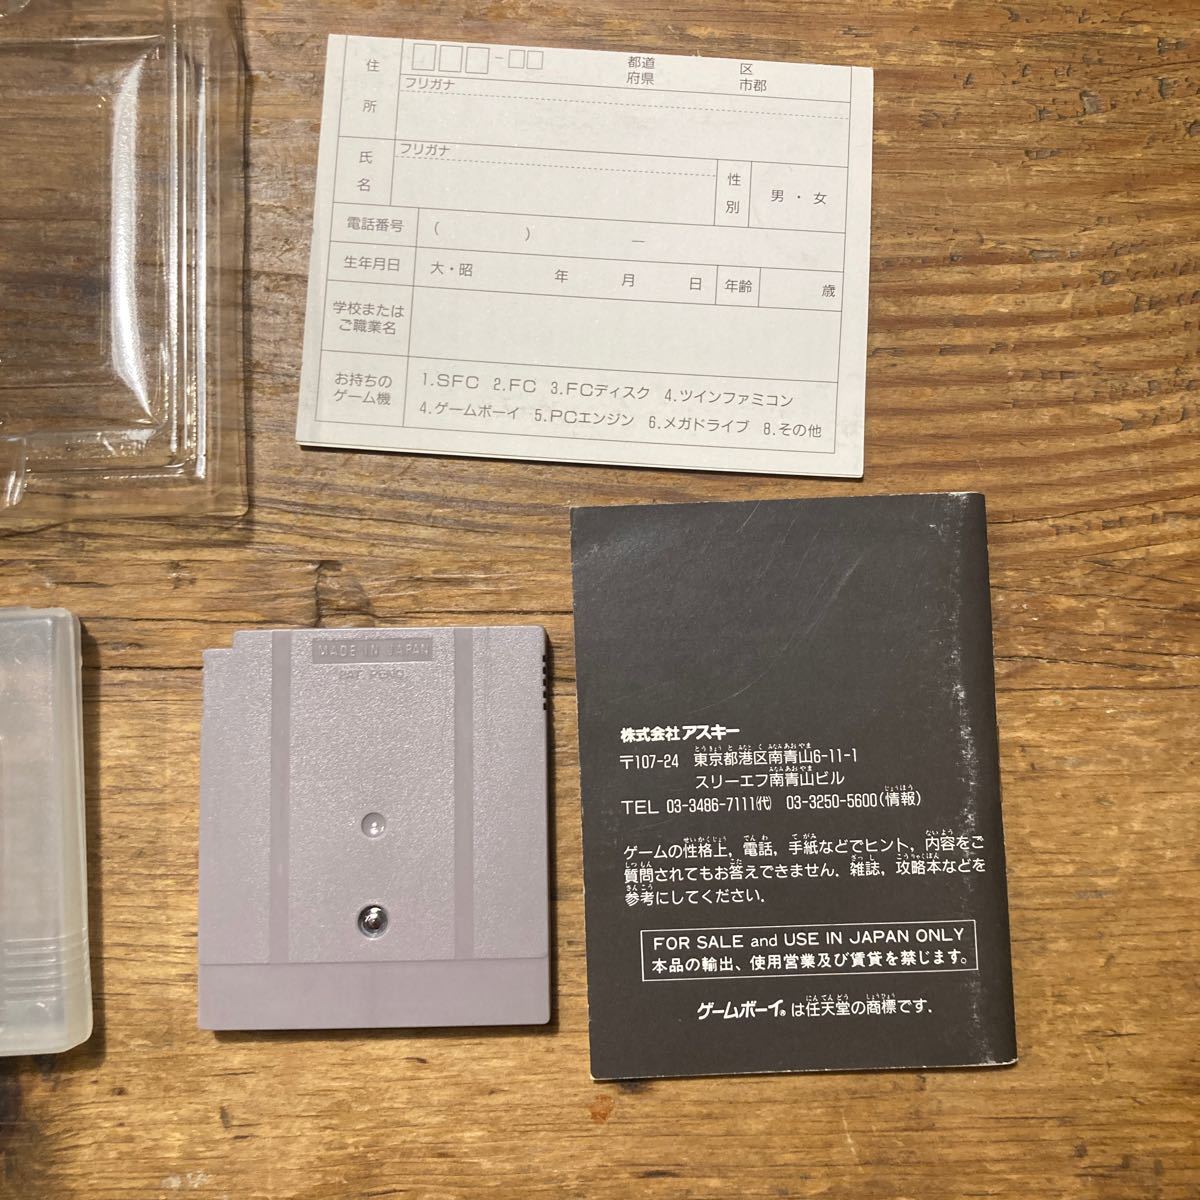 住所
都道府県
区市郡
フリガナ
氏名
フリガナ
性別
男・女
電話番号 ( ) ―
生年月日 大・昭 年 月 日 年齢 歳
学校または
ご職業名
お持ちの
ゲーム機
1.SFC 2.FC 3.FCディスク 4.ツインファミコン
4.ゲームボーイ 5.PCエンジン 6.メガドライブ 8.その他
MADE IN JAPAN
PAT. PEND
株式会社アスキー
〒107-24 東京都港区南青山6-11-1
スリーエフ南青山ビル
TEL 03-3486-7111(代) 03-3250-5600(情報)
ゲームの性格上,電話,手紙などでヒント,内容をご
質問されてもお答えできません.雑誌,攻略本などを
参考にしてください.
FOR SALE and USE IN JAPAN ONLY
本品の輸出、使用営業及び賃貸を禁じます。
ゲームボーイ®は任天堂の商標です.